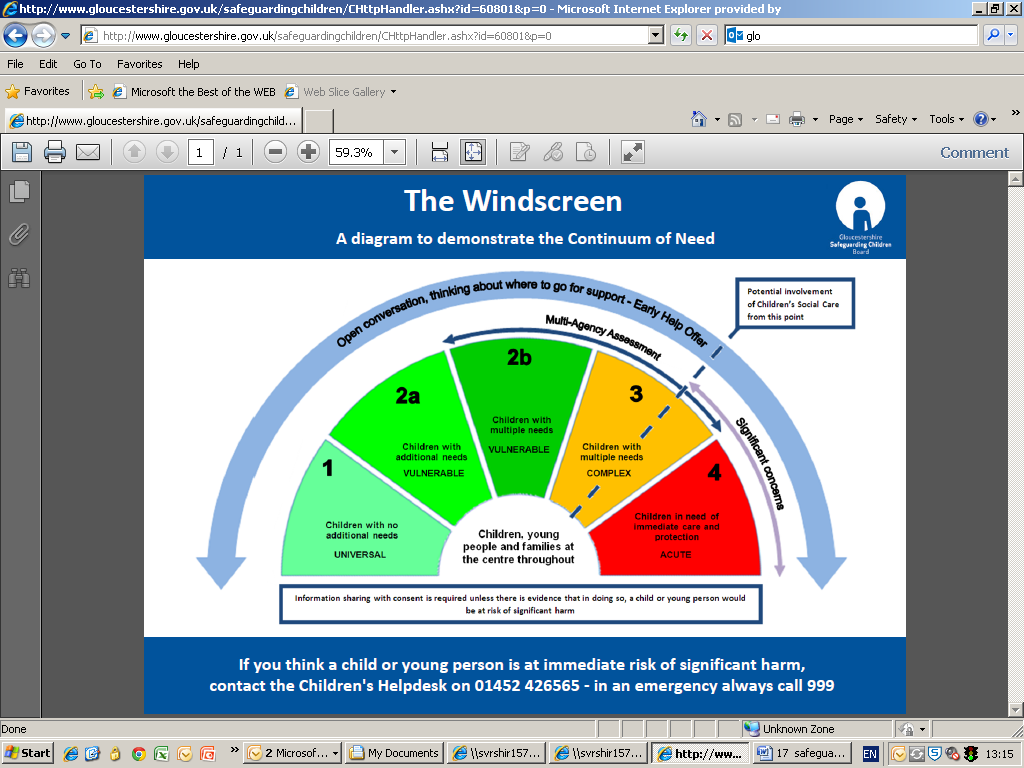 http://www.gloucestershire.gov.uk/safeguardingchildren/CHttpHandler.ashx?id=60801&p=0 - Microsoft Internet Explorer provided by
http://www.gloucestershire.gov.uk/safeguardingchildren/CHttpHandler.ashx?id=60801&p=0
glo
File Edit Go To Favorites Help
Favorites Microsoft the Best of the WEB Web Slice Gallery
http://www.gloucestershire.gov.uk/safeguardingchild...
Page Safety Tools
1 / 1 59.3% Comment
The Windscreen
A diagram to demonstrate the Continuum of Need
Gloucestershire
Safeguarding Children
Board
Open conversation, thinking about where to go for support - Early Help Offer
Potential involvement
of Children's Social Care
from this point
Multi-Agency Assessment
Significant concerns
1
Children with no
additional needs
UNIVERSAL
2a
Children with
additional needs
VULNERABLE
2b
Children with
multiple needs
VULNERABLE
3
Children with
multiple needs
COMPLEX
4
Children in need of
immediate care and
protection
ACUTE
Children, young
people and families at
the centre throughout
Information sharing with consent is required unless there is evidence that in doing so, a child or young person would
be at risk of significant harm
If you think a child or young person is at immediate risk of significant harm,
contact the Children's Helpdesk on 01452 426565 - in an emergency always call 999
Done Unknown Zone
Start 2 Microsof... My Documents \\svrshir157... \\svrshir157... http://ww... 17 safegua... EN 13:15